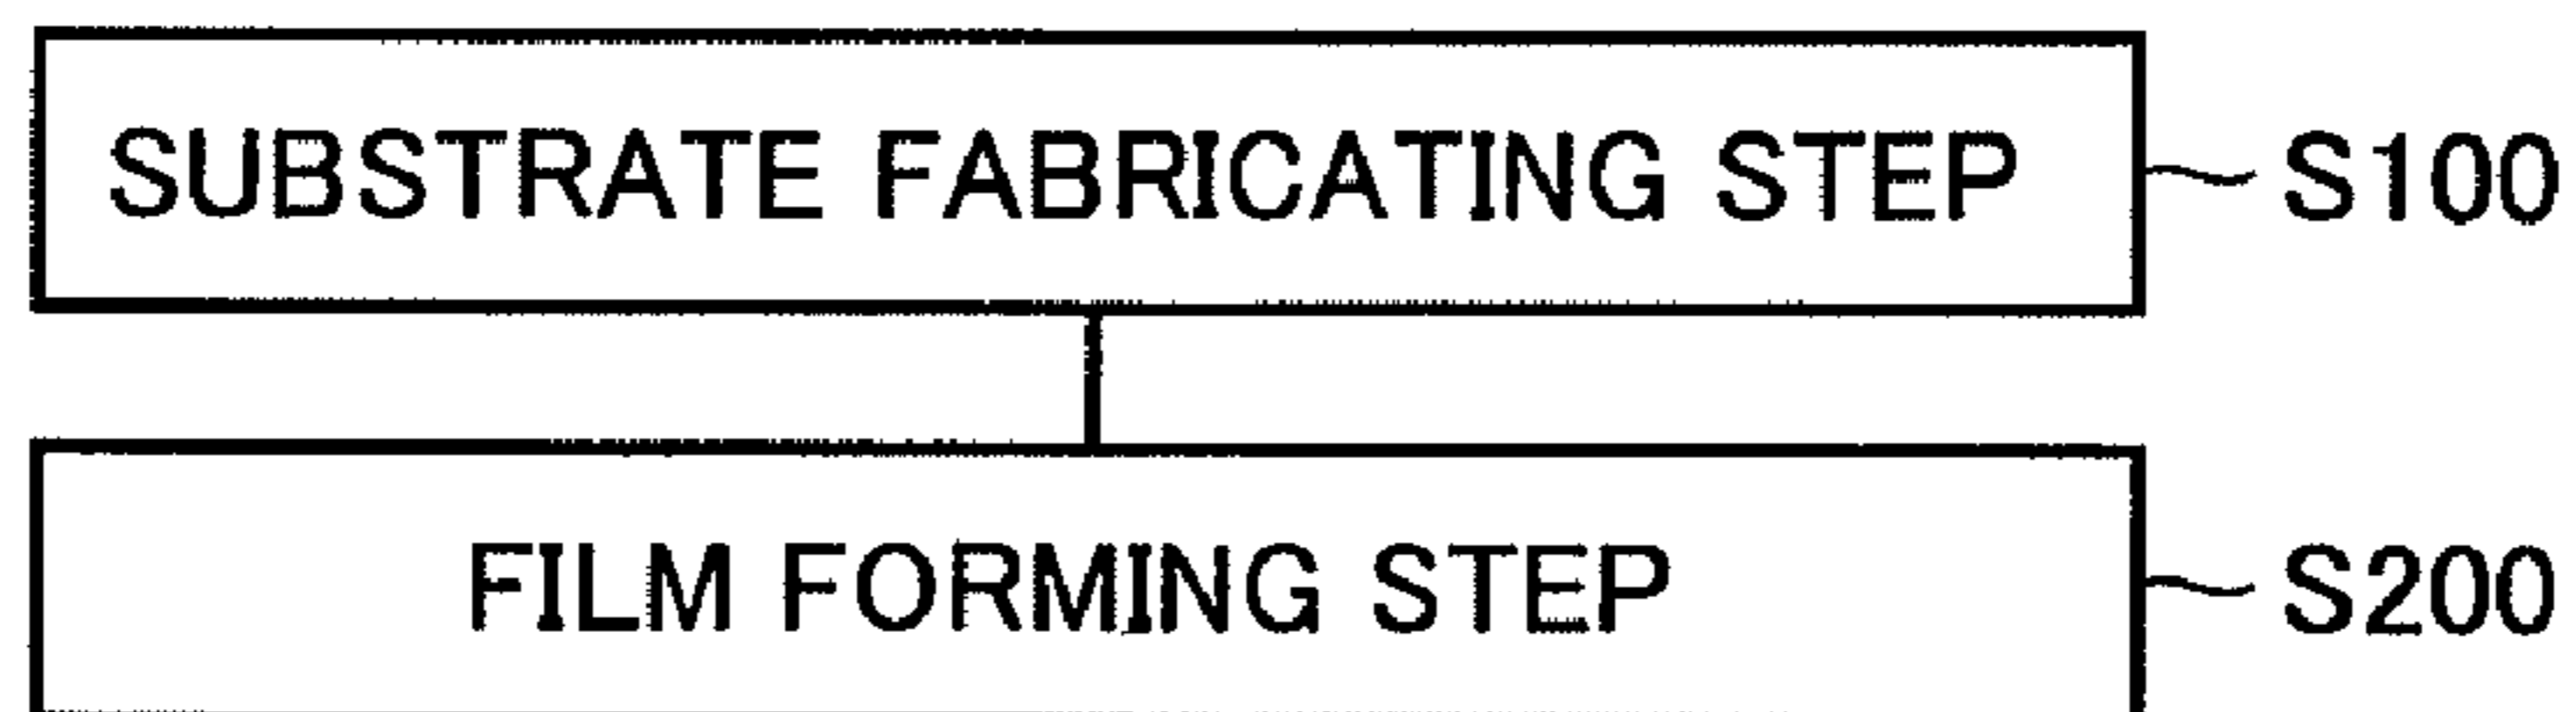 SUBSTRATE FABRICATING STEP S100
FILM FORMING STEP S200